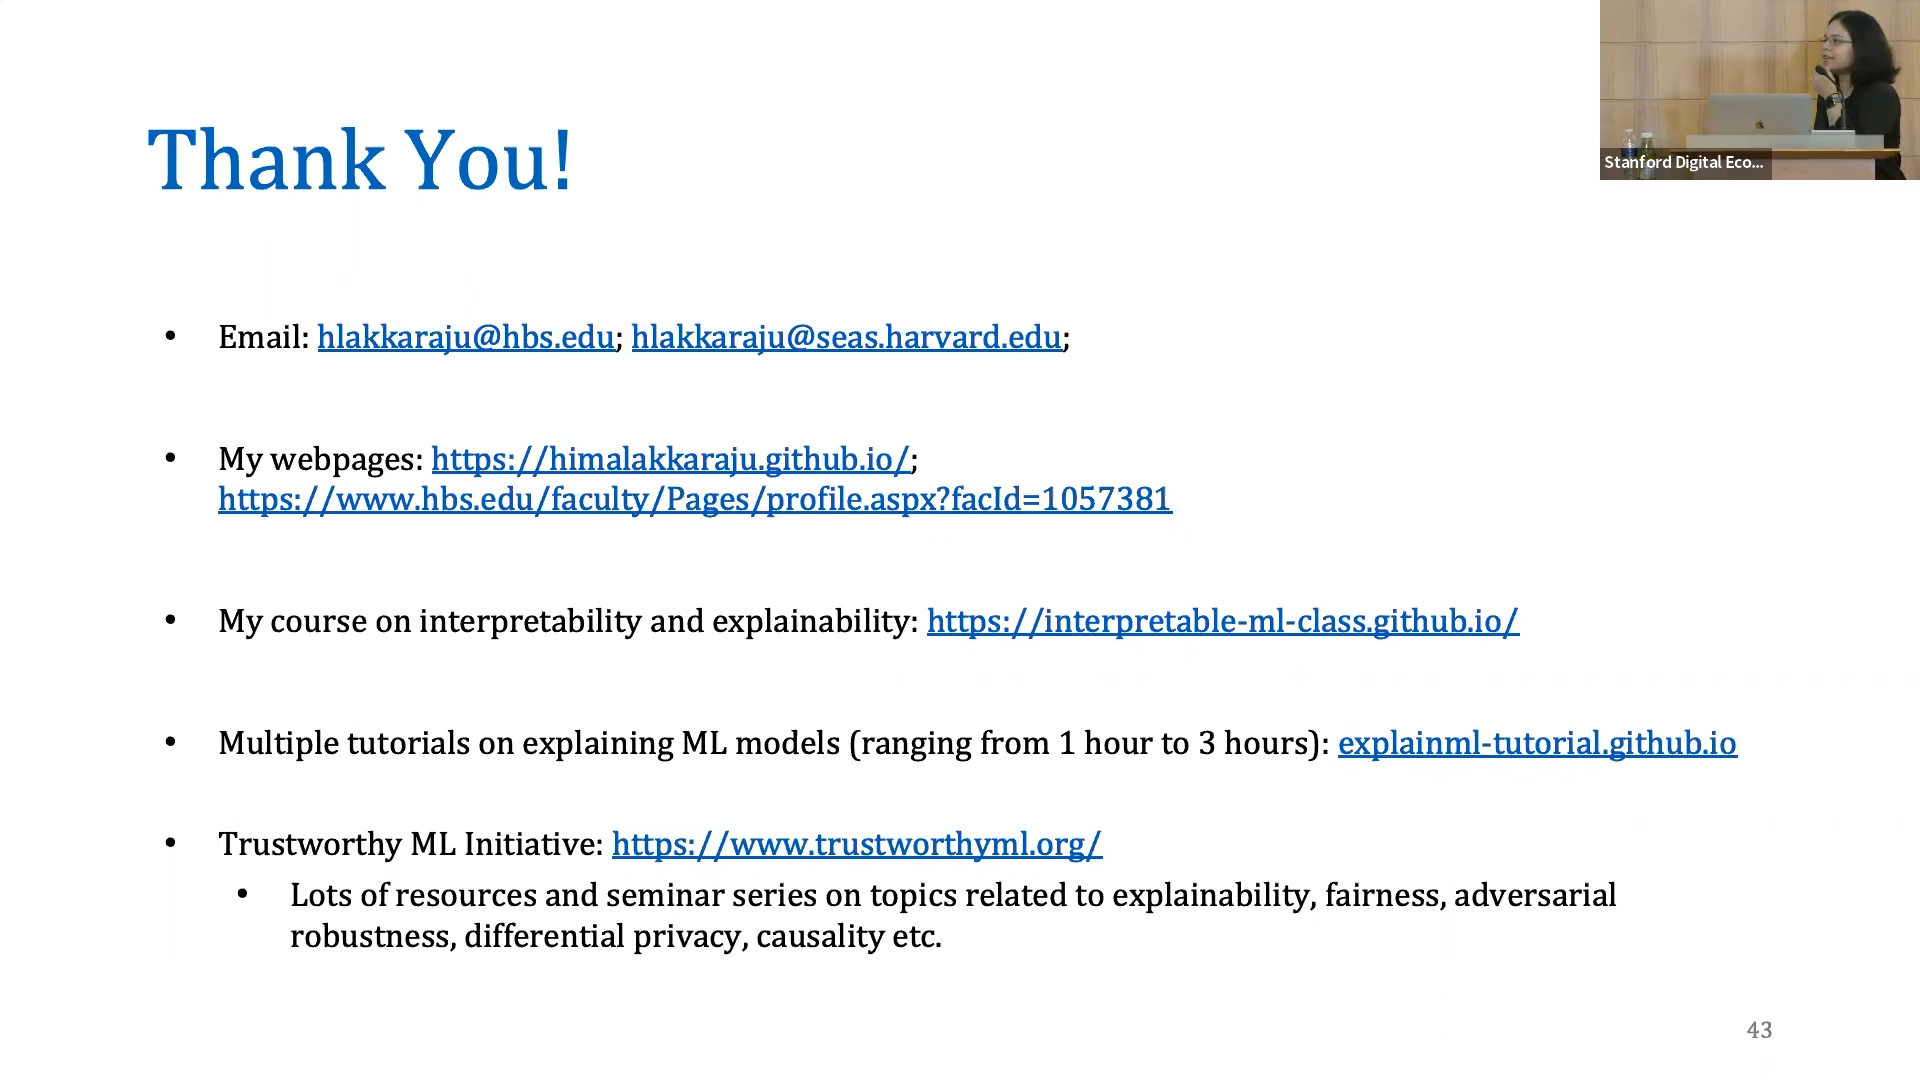 Thank You!
Stanford Digital Eco...
• Email: hlakkaraju@hbs.edu; hlakkaraju@seas.harvard.edu;
• My webpages: https://himalakkaraju.github.io/;
https://www.hbs.edu/faculty/Pages/profile.aspx?facId=1057381
• My course on interpretability and explainability: https://interpretable-ml-class.github.io/
• Multiple tutorials on explaining ML models (ranging from 1 hour to 3 hours): explainml-tutorial.github.io
• Trustworthy ML Initiative: https://www.trustworthyml.org/
• Lots of resources and seminar series on topics related to explainability, fairness, adversarial
robustness, differential privacy, causality etc.
43